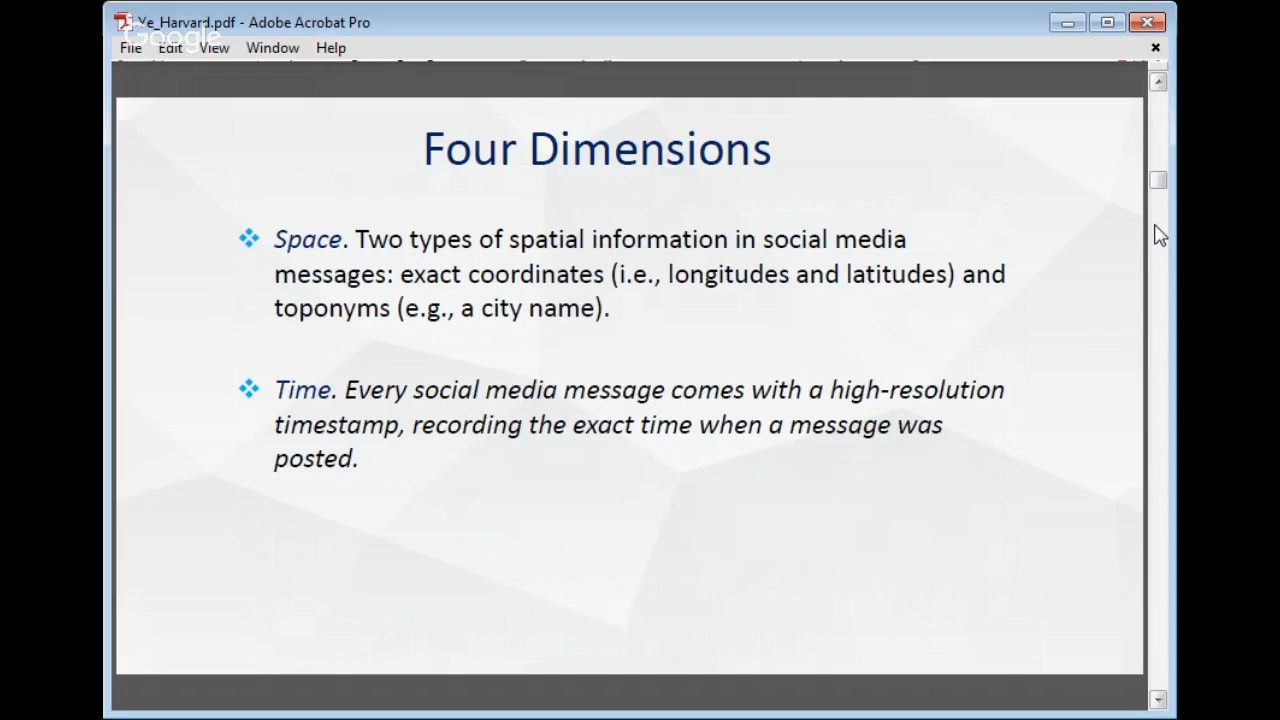 Ye_Harvard.pdf - Adobe Acrobat Pro
Google
File Edit View Window Help
Four Dimensions
Space. Two types of spatial information in social media
messages: exact coordinates (i.e., longitudes and latitudes) and
toponyms (e.g., a city name).
Time. Every social media message comes with a high-resolution
timestamp, recording the exact time when a message was
posted.